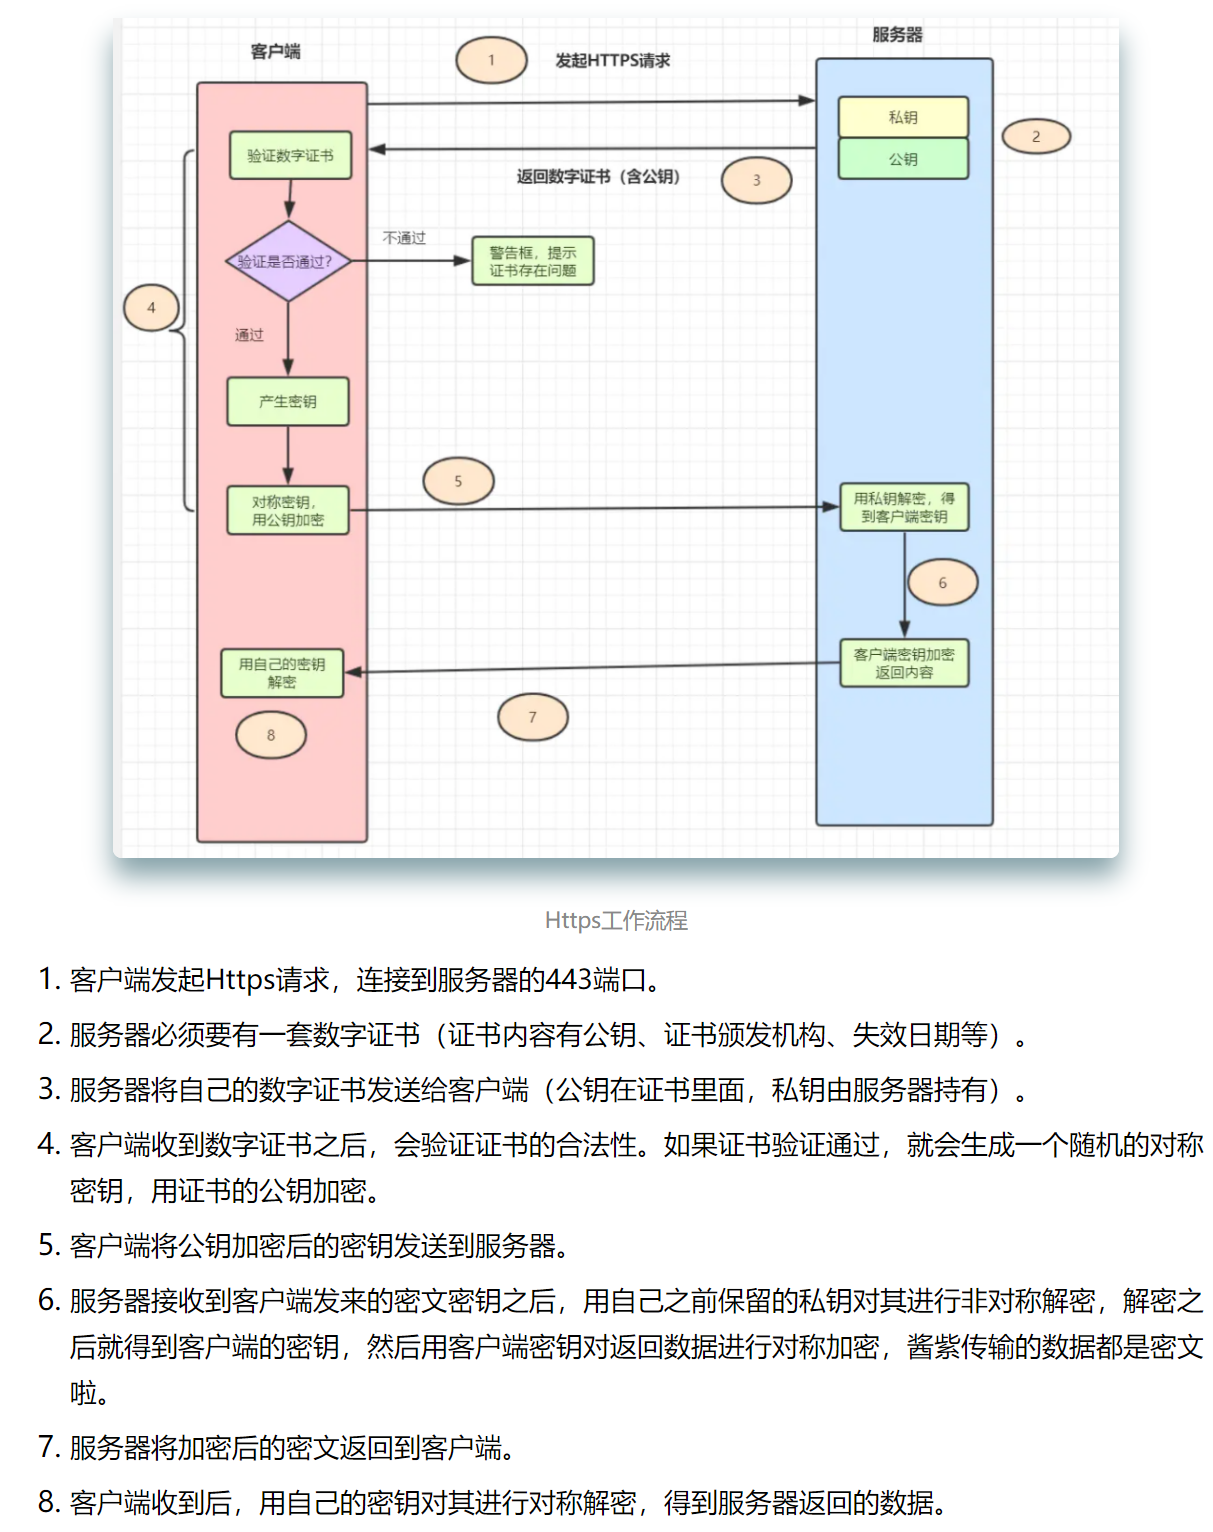 客户端
服务器
1
发起HTTPS请求
私钥
2
公钥
验证数字证书
返回数字证书（含公钥）
3
不通过
验证是否通过？
警告框，提示
证书存在问题
4
通过
产生密钥
5
对称密钥，
用公钥加密
用私钥解密，得
到客户端密钥
6
用自己的密钥
解密
客户端密钥加密
返回内容
7
8
Https工作流程
1. 客户端发起Https请求，连接到服务器的443端口。
2. 服务器必须要有一套数字证书（证书内容有公钥、证书颁发机构、失效日期等）。
3. 服务器将自己的数字证书发送给客户端（公钥在证书里面，私钥由服务器持有）。
4. 客户端收到数字证书之后，会验证证书的合法性。如果证书验证通过，就会生成一个随机的对称
密钥，用证书的公钥加密。
5. 客户端将公钥加密后的密钥发送到服务器。
6. 服务器接收到客户端发来的密文密钥之后，用自己之前保留的私钥对其进行非对称解密，解密之
后就得到客户端的密钥，然后用客户端密钥对返回数据进行对称加密，酱紫传输的数据都是密文
啦。
7. 服务器将加密后的密文返回到客户端。
8. 客户端收到后，用自己的密钥对其进行对称解密，得到服务器返回的数据。